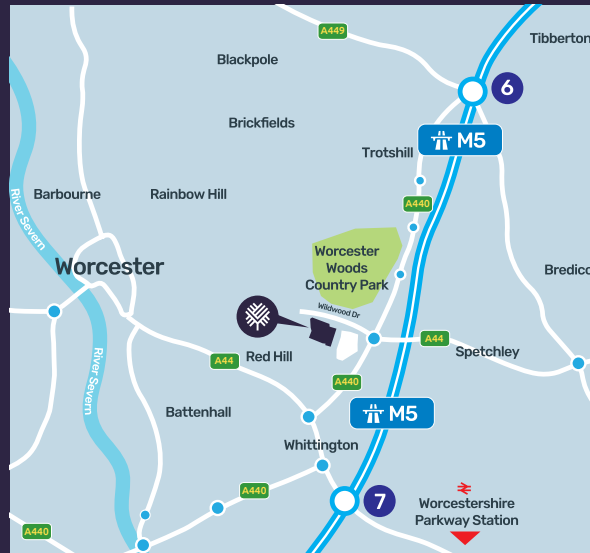 A449
Tibberton
Blackpole
6
Brickfields
M5
Trotshill
Barbourne
Rainbow Hill
A440
River Severn
Worcester
Woods
Country Park
Worcester
Bredico
Wildwood Dr
A44
Spetchley
Red Hill
A44
River Severn
A440
Battenhall
M5
Whittington
A440
7
Worcestershire
Parkway Station
A440